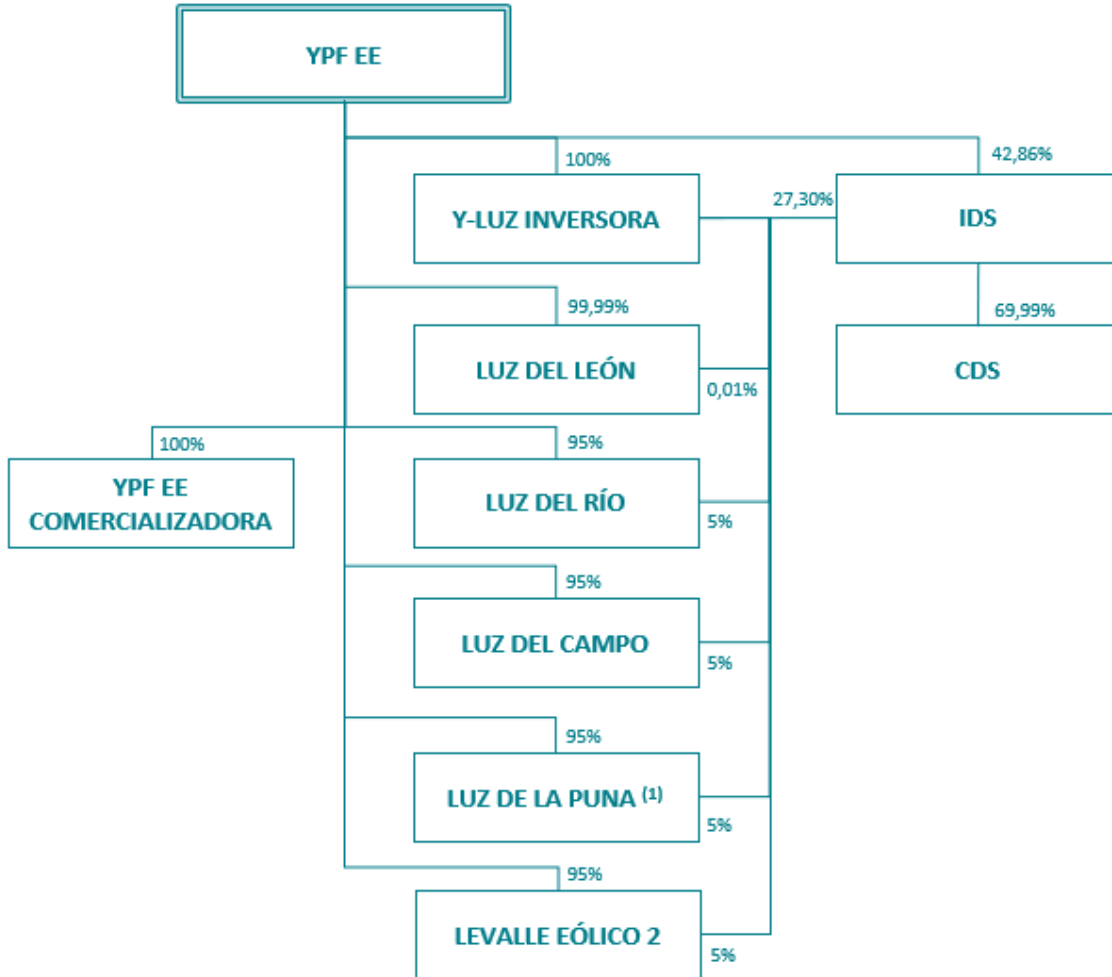 YPF EE
100%
42,86%
Y-LUZ INVERSORA
27,30%
IDS
99,99%
69,99%
LUZ DEL LEÓN
0,01%
CDS
100%
95%
YPF EE
COMERCIALIZADORA
LUZ DEL RÍO
5%
95%
LUZ DEL CAMPO
5%
95%
LUZ DE LA PUNA (1)
5%
95%
LEVALLE EÓLICO 2
5%